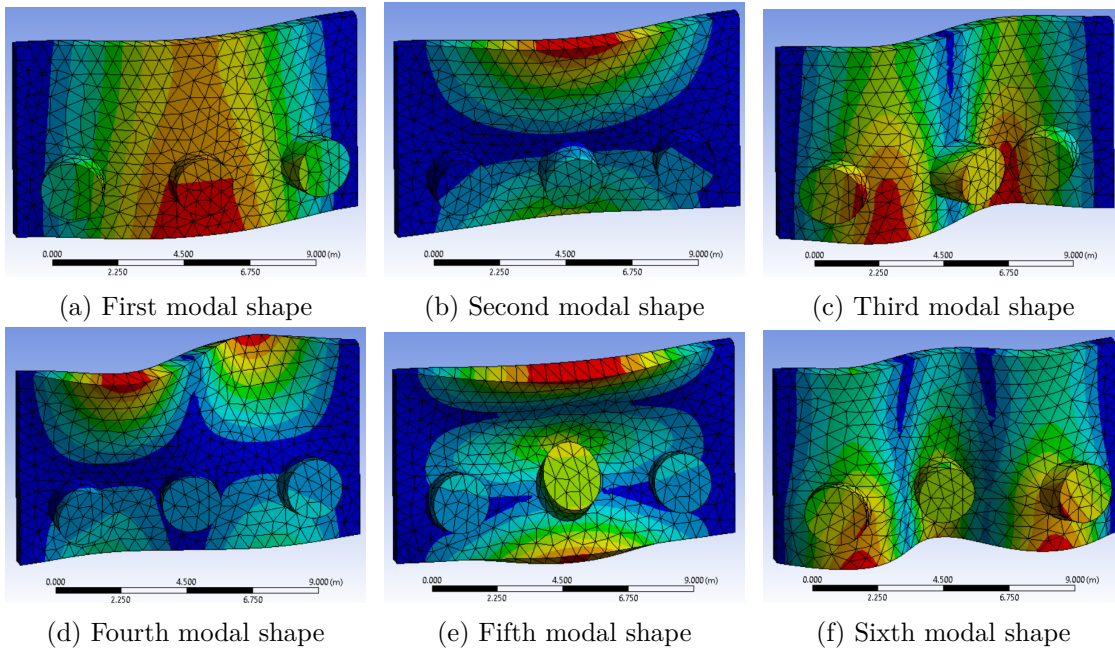 0.000 4.500 9.000 (m)
2.250 6.750
0.000 4.500 9.000 (m)
2.250 6.750
0.000 4.500 9.000 (m)
2.250 6.750
(a) First modal shape
(b) Second modal shape
(c) Third modal shape
0.000 4.500 9.000 (m)
2.250 6.750
0.000 4.500 9.000 (m)
2.250 6.750
0.000 4.500 9.000 (m)
2.250 6.750
(d) Fourth modal shape
(e) Fifth modal shape
(f) Sixth modal shape